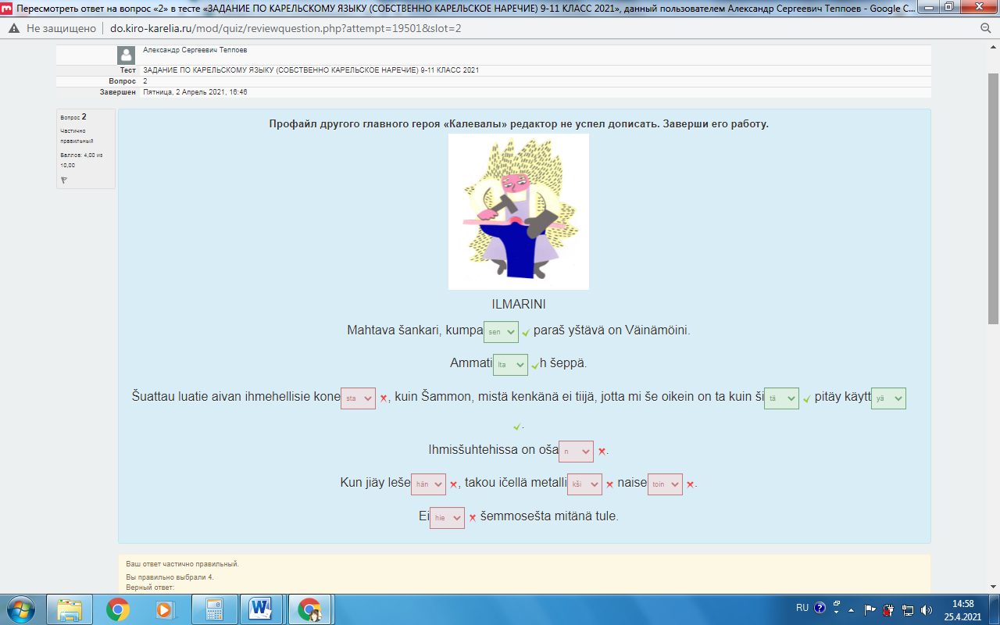 Пересмотреть ответ на вопрос «2» в тесте «ЗАДАНИЕ ПО КАРЕЛЬСКОМУ ЯЗЫКУ (СОБСТВЕННО КАРЕЛЬСКОЕ НАРЕЧИЕ) 9-11 КЛАСС 2021», данный пользователем Александр Сергеевич Теппоев - Google C...
Не защищено do.kiro-karelia.ru/mod/quiz/reviewquestion.php?attempt=19501&slot=2
Александр Сергеевич Теппоев
Тест ЗАДАНИЕ ПО КАРЕЛЬСКОМУ ЯЗЫКУ (СОБСТВЕННО КАРЕЛЬСКОЕ НАРЕЧИЕ) 9-11 КЛАСС 2021
Вопрос 2
Завершен Пятница, 2 Апрель 2021, 16:46
Вопрос 2
Частично
правильный
Баллов: 4,00 из
10,00
Профайл другого главного героя «Калевалы» редактор не успел дописать. Заверши его работу.
ILMARINI
Mahtava šankari, kumpa sen paraš yštävä on Väinämöini.
Ammati lta h šeppä.
Šuattau luatie aivan ihmehellisie kone sta , kuin Šammon, mistä kenkänä ei tiijä, jotta mi še oikein on ta kuin ši tä pitäy käytt yä
.
Ihmisšuhtehissa on oša n .
Kun jiäy leše hän , takou ičellä metalli kši naise toin .
Ei hie šemmosešta mitänä tule.
Ваш ответ частично правильный.
Вы правильно выбрали 4.
Верный ответ:
RU 14:58
25.4.2021